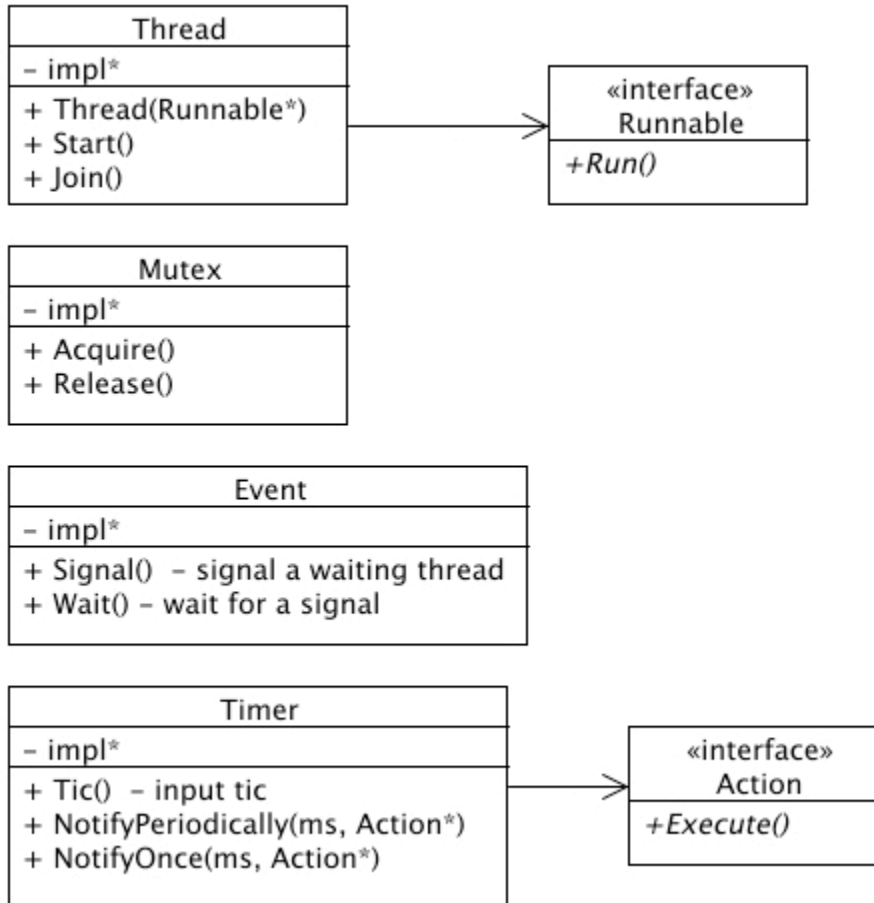 Thread
– impl*
+ Thread(Runnable*)
+ Start()
+ Join()
«interface»
Runnable
+Run()
Mutex
– impl*
+ Acquire()
+ Release()
Event
– impl*
+ Signal() – signal a waiting thread
+ Wait() – wait for a signal
Timer
– impl*
+ Tic() – input tic
+ NotifyPeriodically(ms, Action*)
+ NotifyOnce(ms, Action*)
«interface»
Action
+Execute()